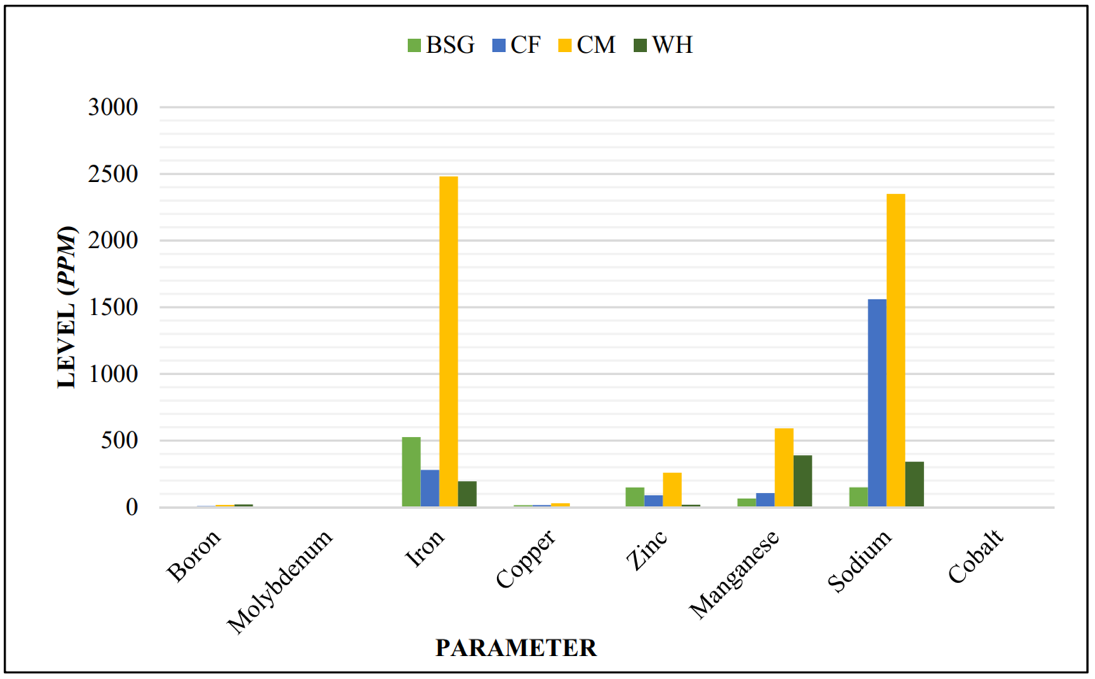 BSG CF CM WH
3000
2500
2000
1500
1000
500
0
LEVEL (PPM)
Boron
Molybdenum
Iron
Copper
Zinc
Manganese
Sodium
Cobalt
PARAMETER